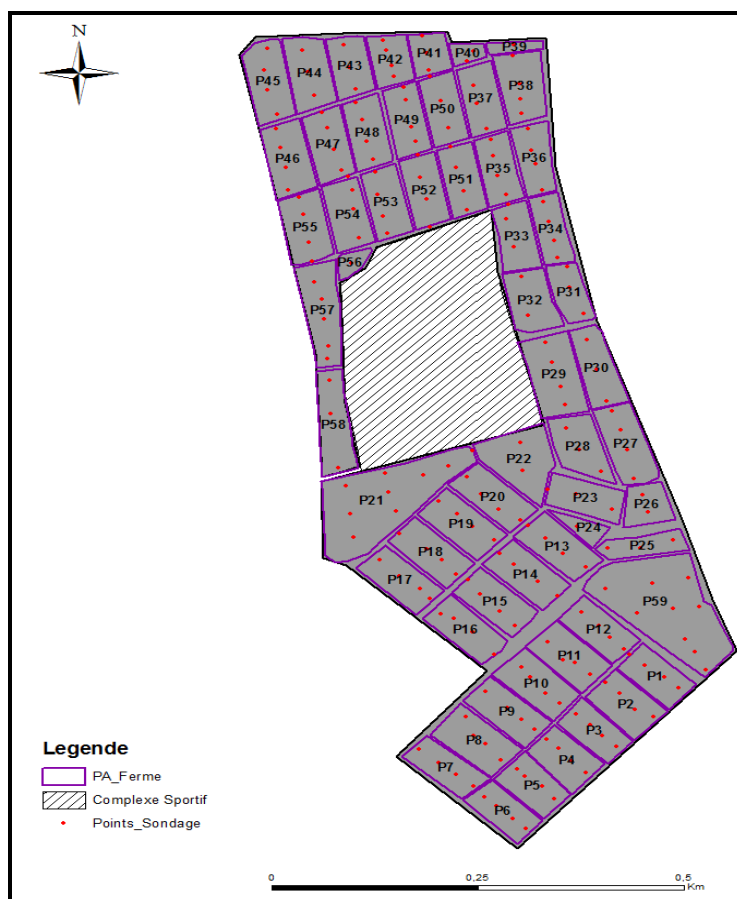 N
P39
P40
P41
P42
P43
P44
P45
P38
P37
P50
P49
P48
P47
P46
P36
P35
P51
P52
P53
P54
P55
P34
P33
P56
P31
P32
P57
P30
P29
P58
P28
P27
P22
P21
P20
P23
P26
P19
P24
P13
P25
P18
P14
P17
P15
P59
P16
P12
P11
P1
P10
P2
P9
P3
P8
P4
P7
P5
P6
Legende
PA_Ferme
Complexe Sportif
Points_Sondage
0 0,25 0,5
Km